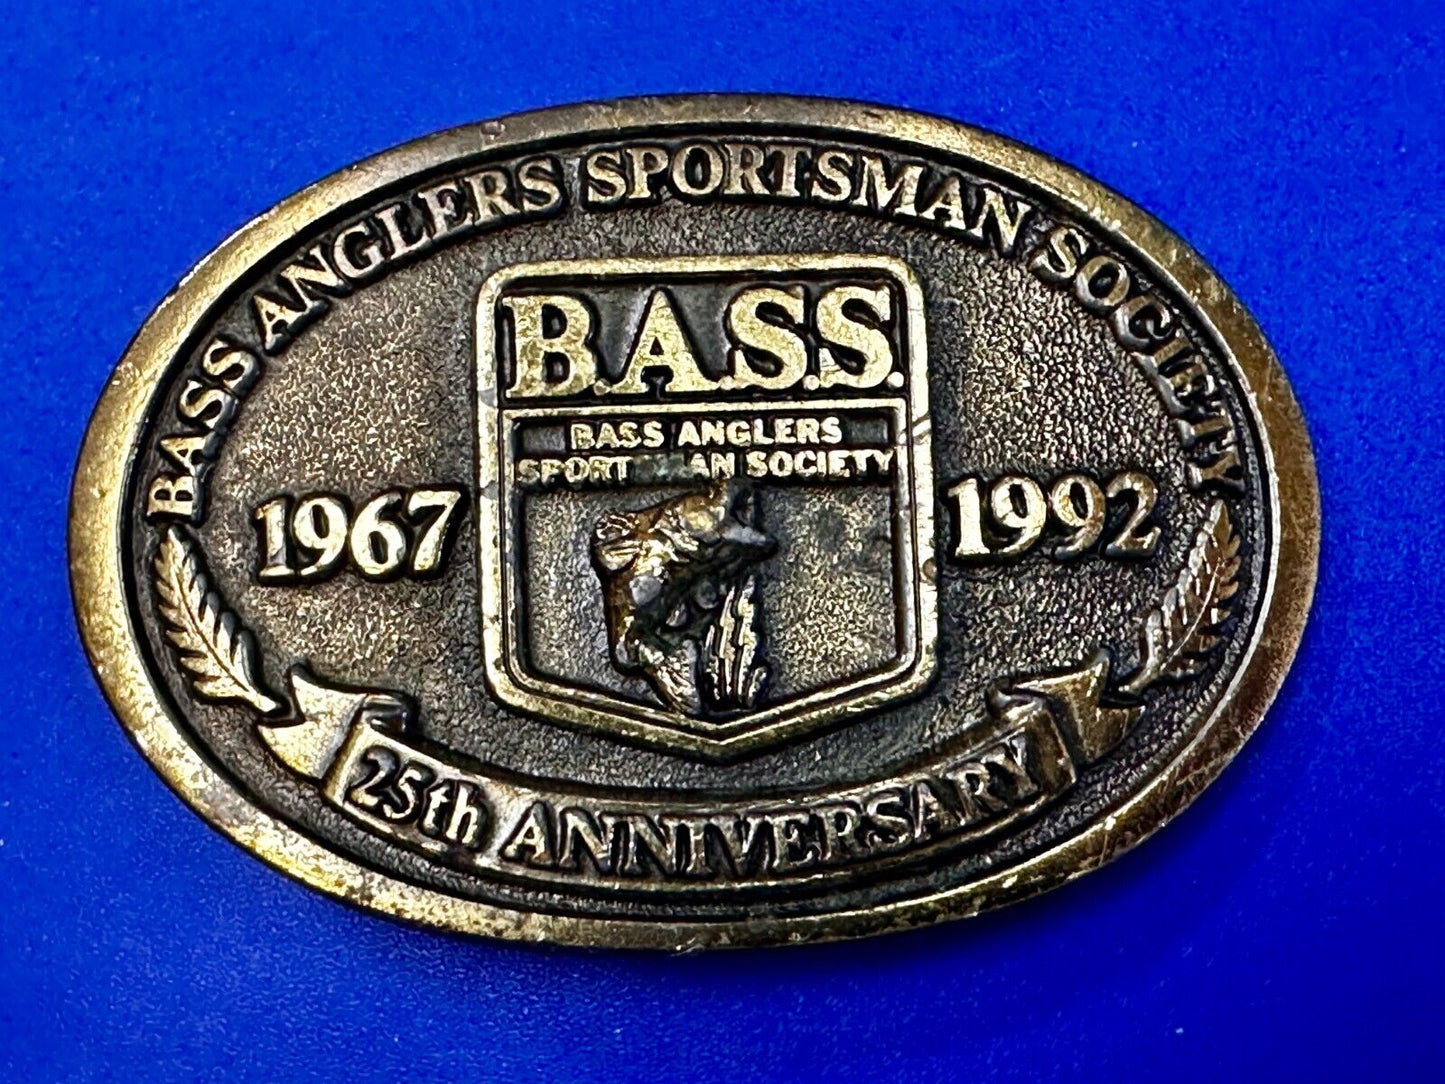 BASS ANGLERS SPORTSMAN SOCIETY
B.A.S.S.
BASS ANGLERS
SPORTSMAN SOCIETY
1967
1992
25th ANNIVERSARY